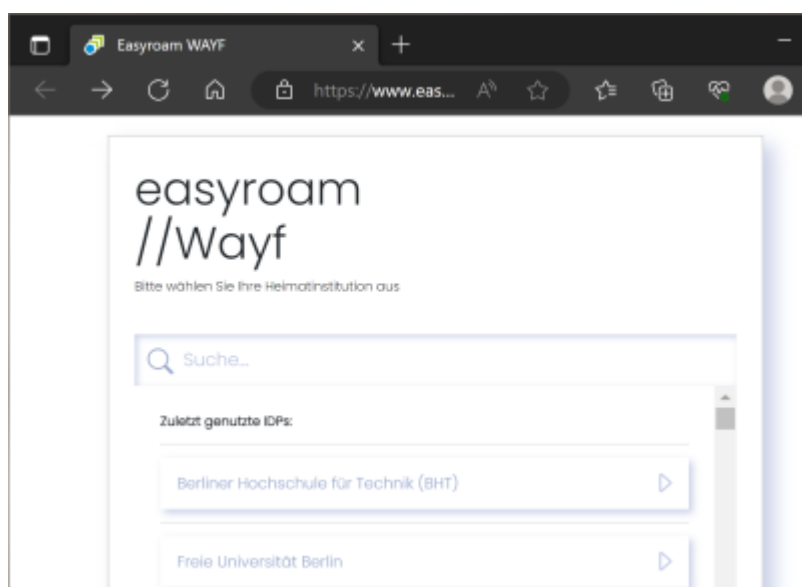 Easyroam WAYF
https://www.eas...
easyroam
//Wayf
Bitte wählen Sie Ihre Heimatinstitution aus
Suche...
Zuletzt genutzte IDPs:
Berliner Hochschule für Technik (BHT)
Freie Universität Berlin